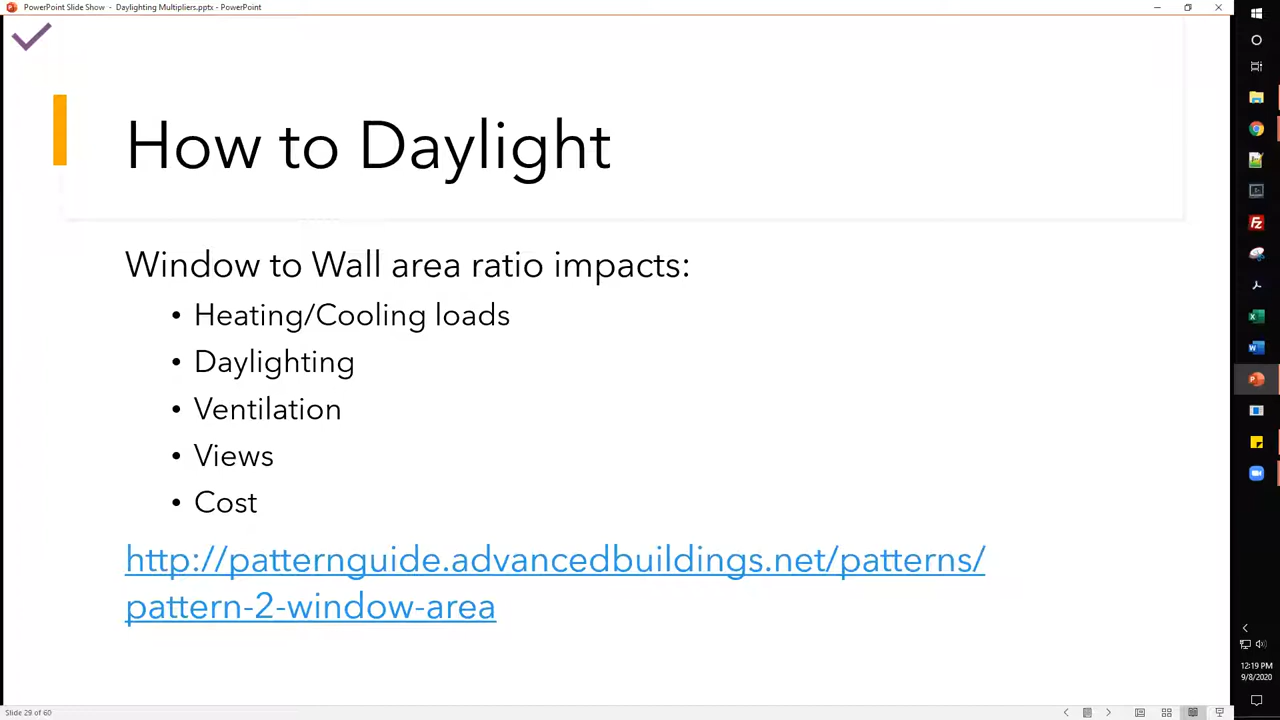 PowerPoint Slide Show - Daylighting Multipliers.pptx - PowerPoint
How to Daylight
Window to Wall area ratio impacts:
• Heating/Cooling loads
• Daylighting
• Ventilation
• Views
• Cost
http://patternguide.advancedbuildings.net/patterns/
pattern-2-window-area
12:19 PM
9/8/2020
Slide 29 of 60